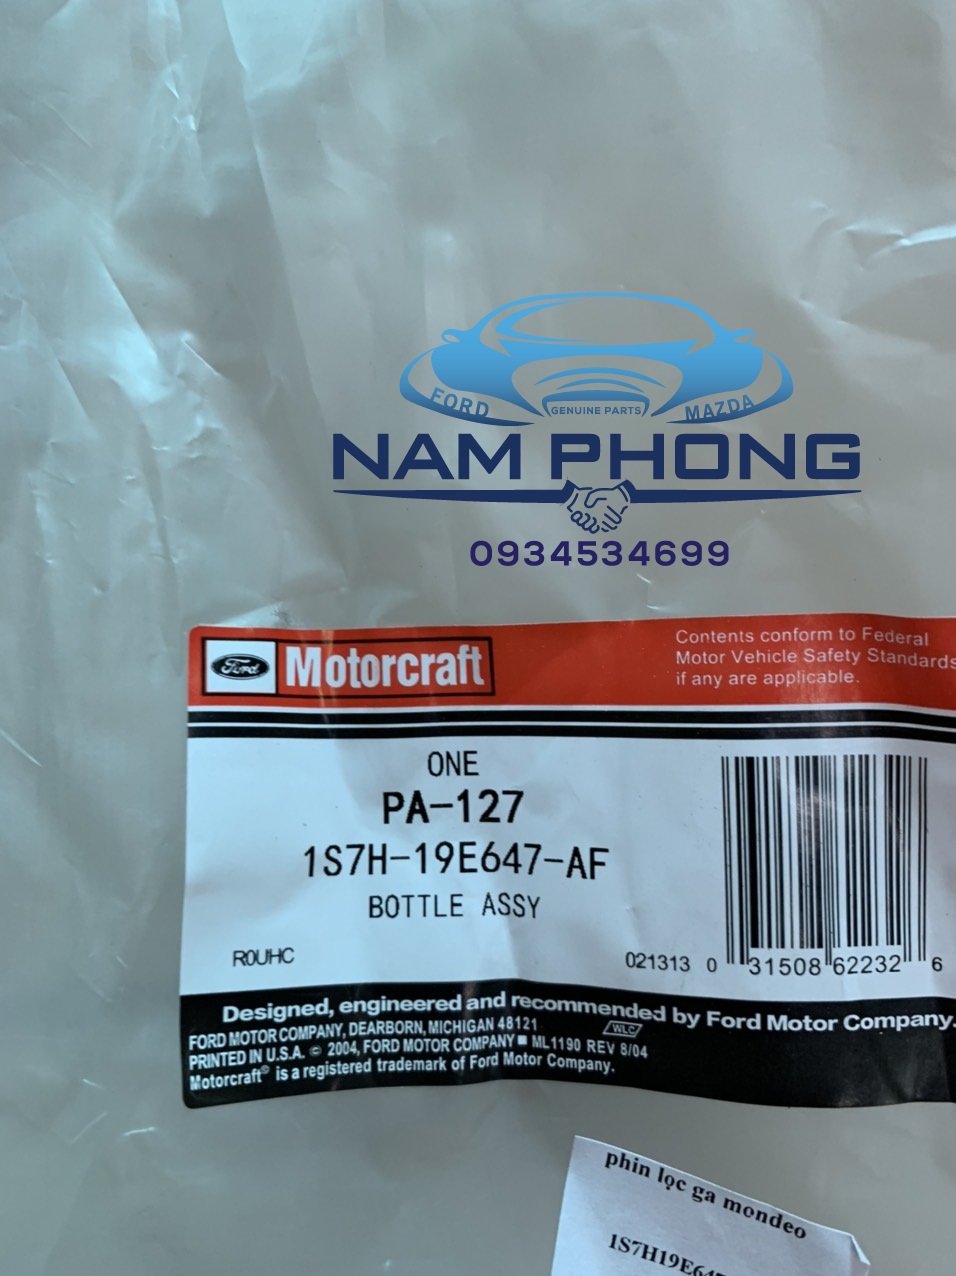 FORD
GENUINE PARTS
MAZDA
NAM PHONG
0934534699
Ford
Motorcraft
Contents conform to Federal
Motor Vehicle Safety Standards
if any are applicable.
ONE
PA-127
1S7H-19E647-AF
BOTTLE ASSY
R0UHC
021313 0 31508 62232 6
Designed, engineered and recommended by Ford Motor Company.
FORD MOTOR COMPANY, DEARBORN, MICHIGAN 48121
WLC
PRINTED IN U.S.A. © 2004, FORD MOTOR COMPANY ■ ML1190 REV 8/04
Motorcraft® is a registered trademark of Ford Motor Company.
phin lọc ga mondeo
1S7H19E647